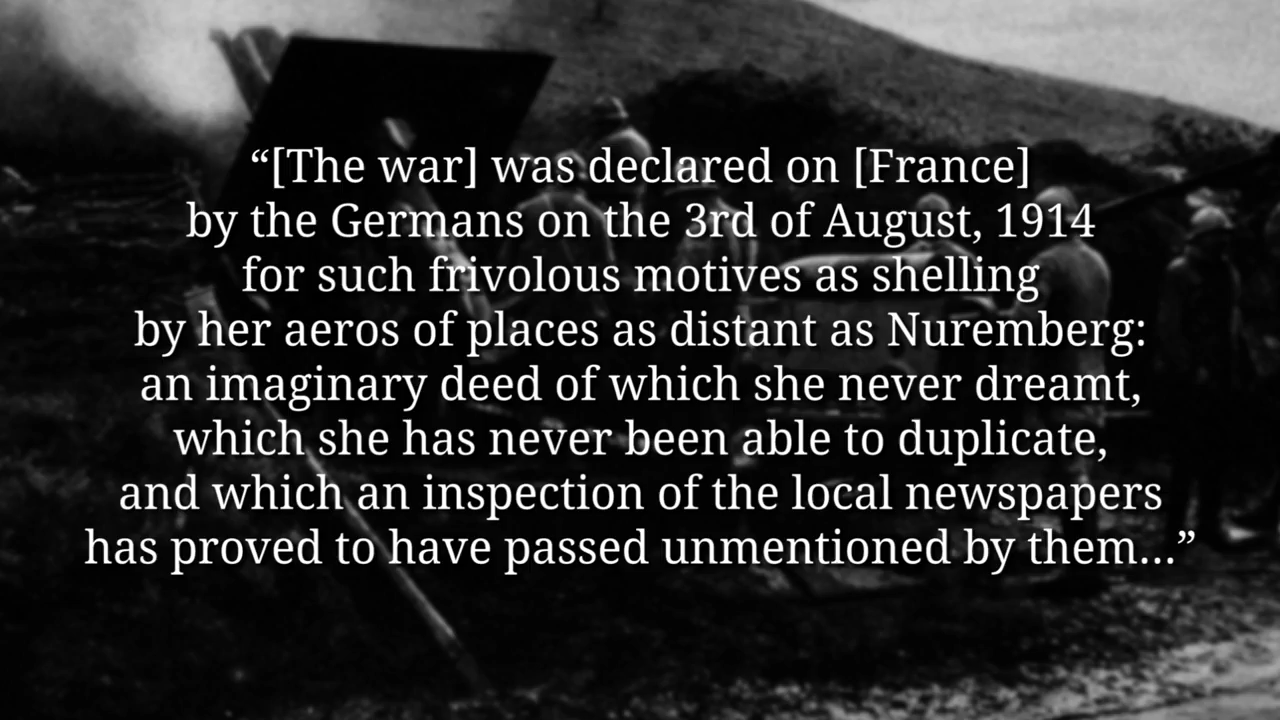 “[The war] was declared on [France]
by the Germans on the 3rd of August, 1914
for such frivolous motives as shelling
by her aeros of places as distant as Nuremberg:
an imaginary deed of which she never dreamt,
which she has never been able to duplicate,
and which an inspection of the local newspapers
has proved to have passed unmentioned by them…”